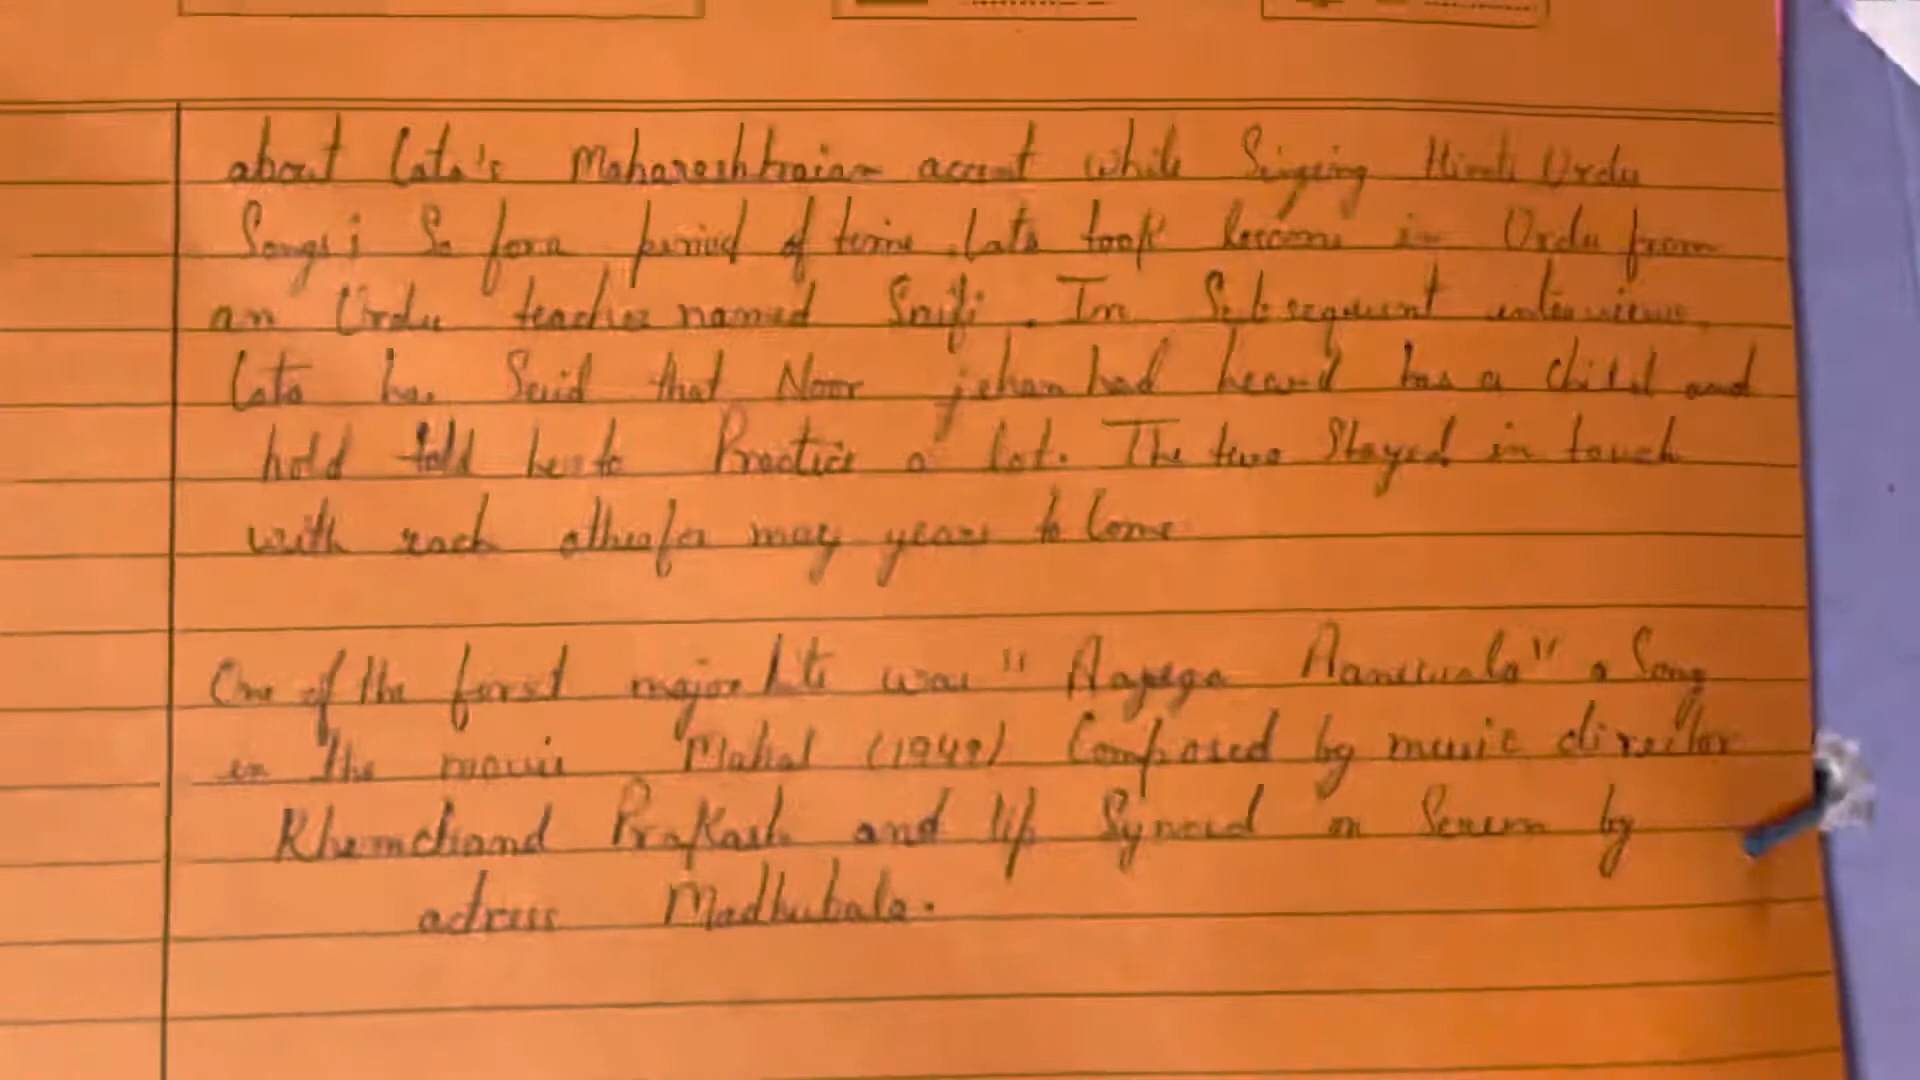 about Lata's Maharashtraian accent while Singing Hindi Urdu
Songs; So for a period of time, Lata took lessons in Urdu from
an Urdu teacher named Safi. In Subsequent interviews
Lata has Said that Noor jehan had heard has a child and
hold told her to Practice a lot. The two Stayed in touch
with each other for may years to Come
One of the first major hits was "Aayega Aanewala" a Song
in the movie Mahal (1949) Composed by music director
Khemchand Prakash and lip Synced on Screen by
actress Madhubala.